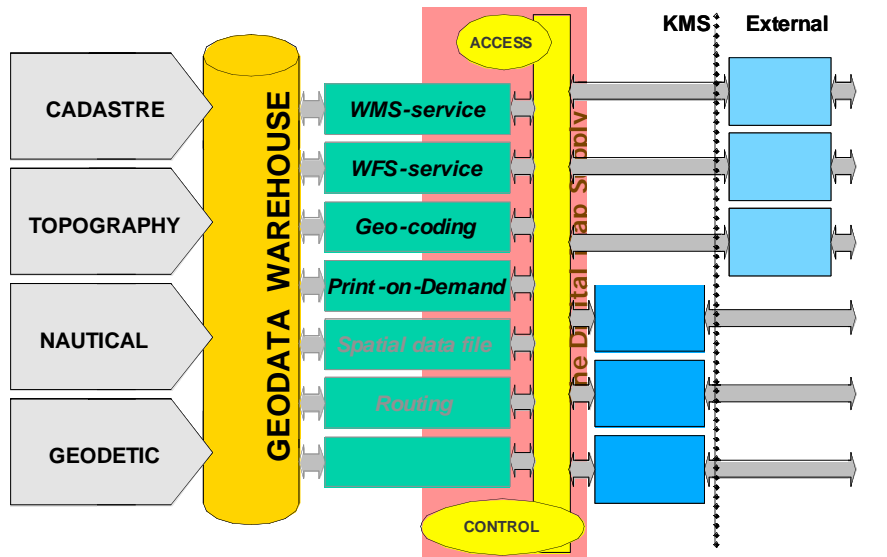 KMS
External
ACCESS
CADASTRE
TOPOGRAPHY
NAUTICAL
GEODETIC
GEODATA WAREHOUSE
WMS-service
WFS-service
Geo-coding
Print-on-Demand
Spatial data file
Routing
Supply
CONTROL